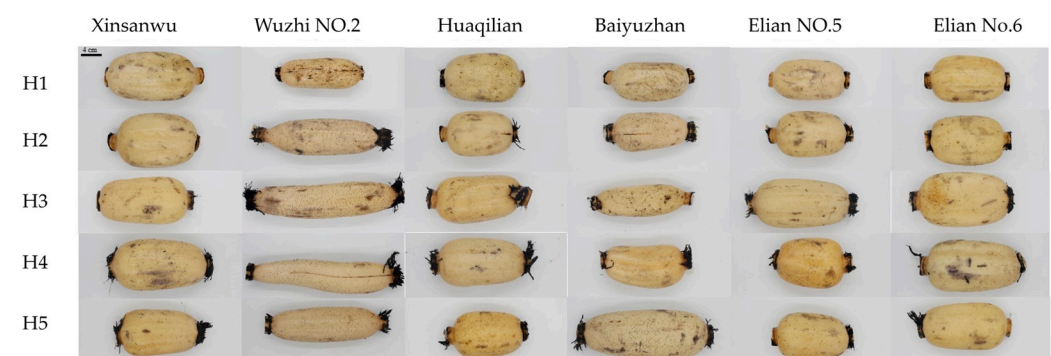 Xinsanwu Wuzhi NO.2 Huaqilian Baiyuzhan Elian NO.5 Elian No.6
4 cm
H1
H2
H3
H4
H5